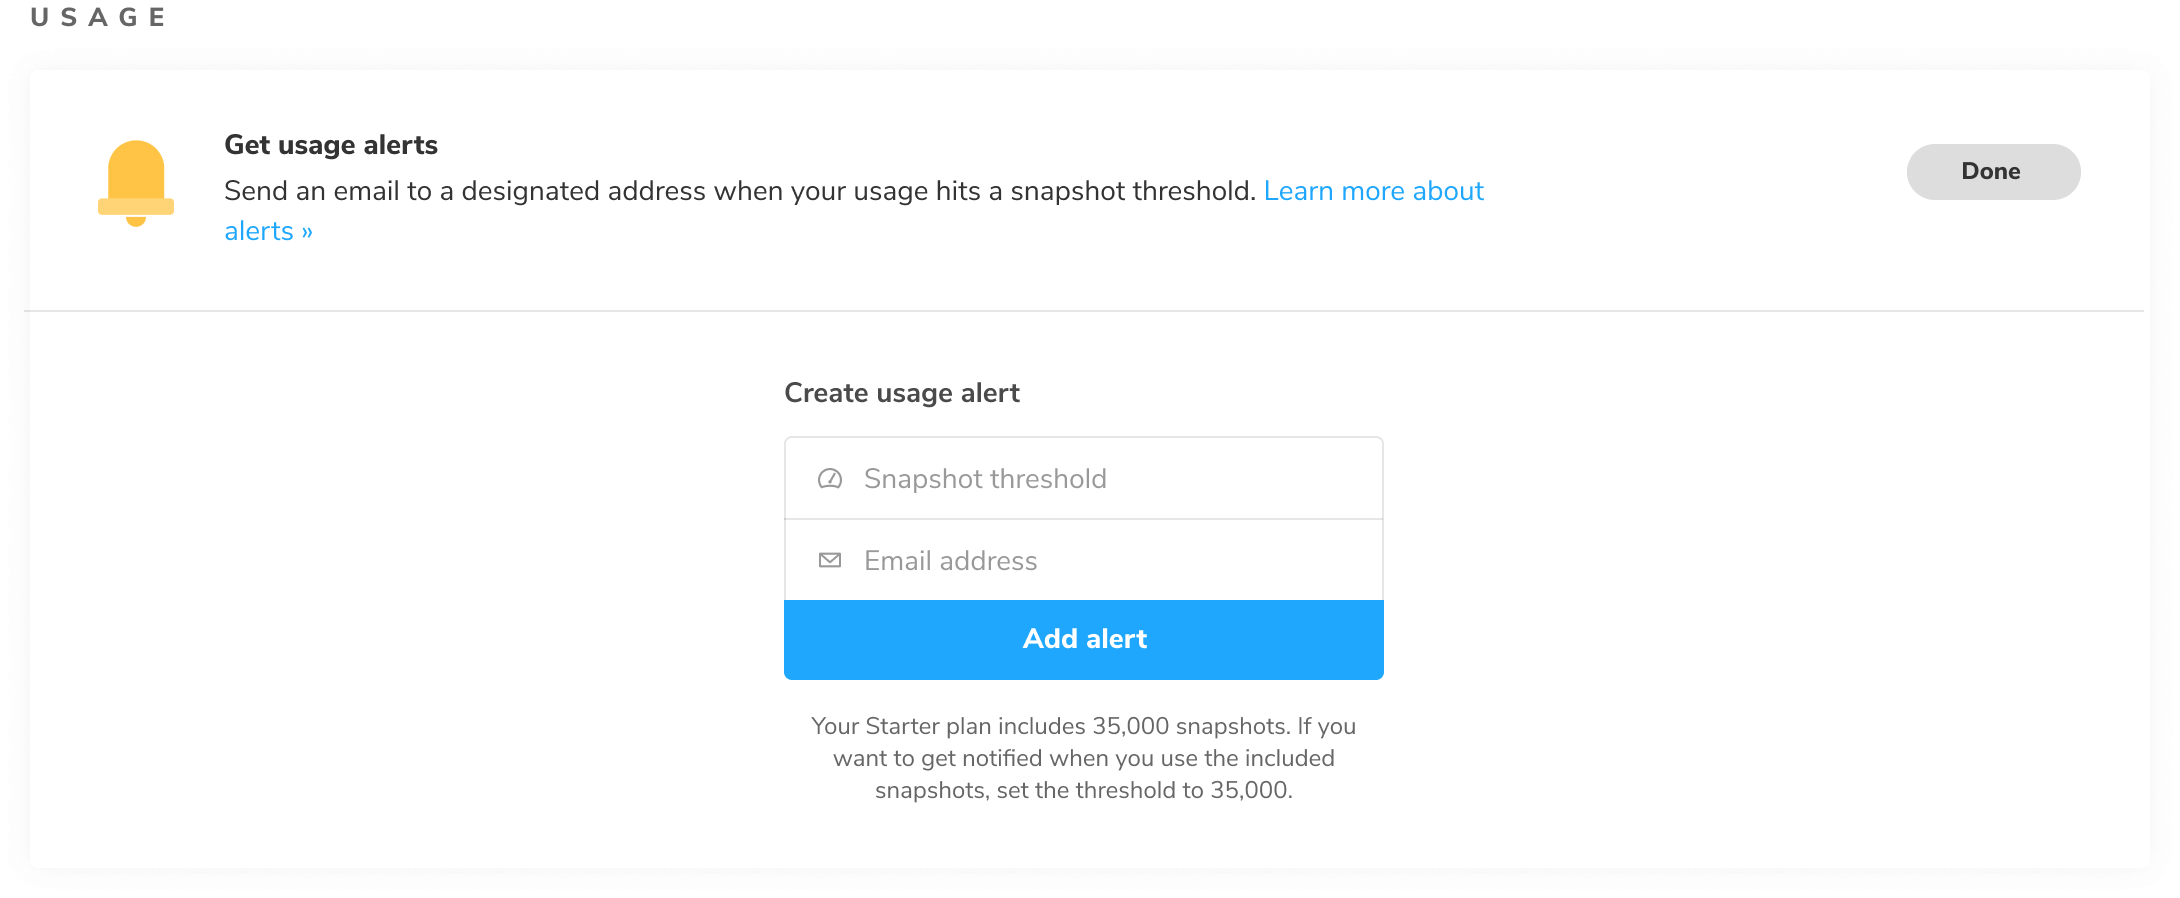 USAGE
Get usage alerts
Done
Send an email to a designated address when your usage hits a snapshot threshold. Learn more about
alerts »
Create usage alert
Snapshot threshold
Email address
Add alert
Your Starter plan includes 35,000 snapshots. If you
want to get notified when you use the included
snapshots, set the threshold to 35,000.